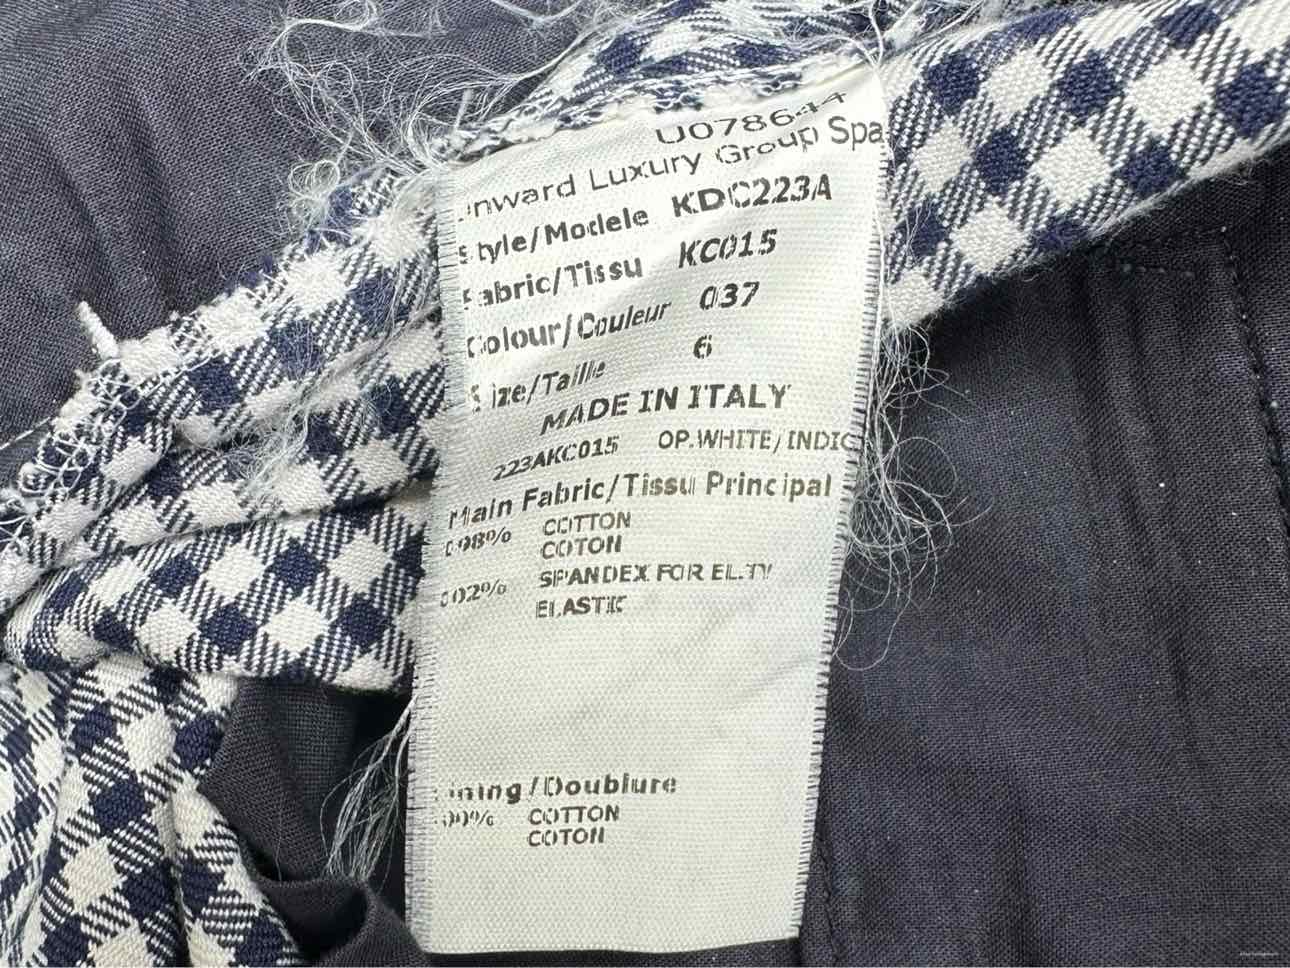 U078644
Onward Luxury Group Spa
Style/Modele KDC223A
Fabric/Tissu KC015
Colour/Couleur 037
Size/Taille 6
MADE IN ITALY
223AKC015 OP.WHITE/INDIG
Main Fabric/Tissu Principal
098% COTTON
COTON
002% SPANDEX FOR EL.TY
ELASTIC
Lining/Doublure
100% COTTON
COTON